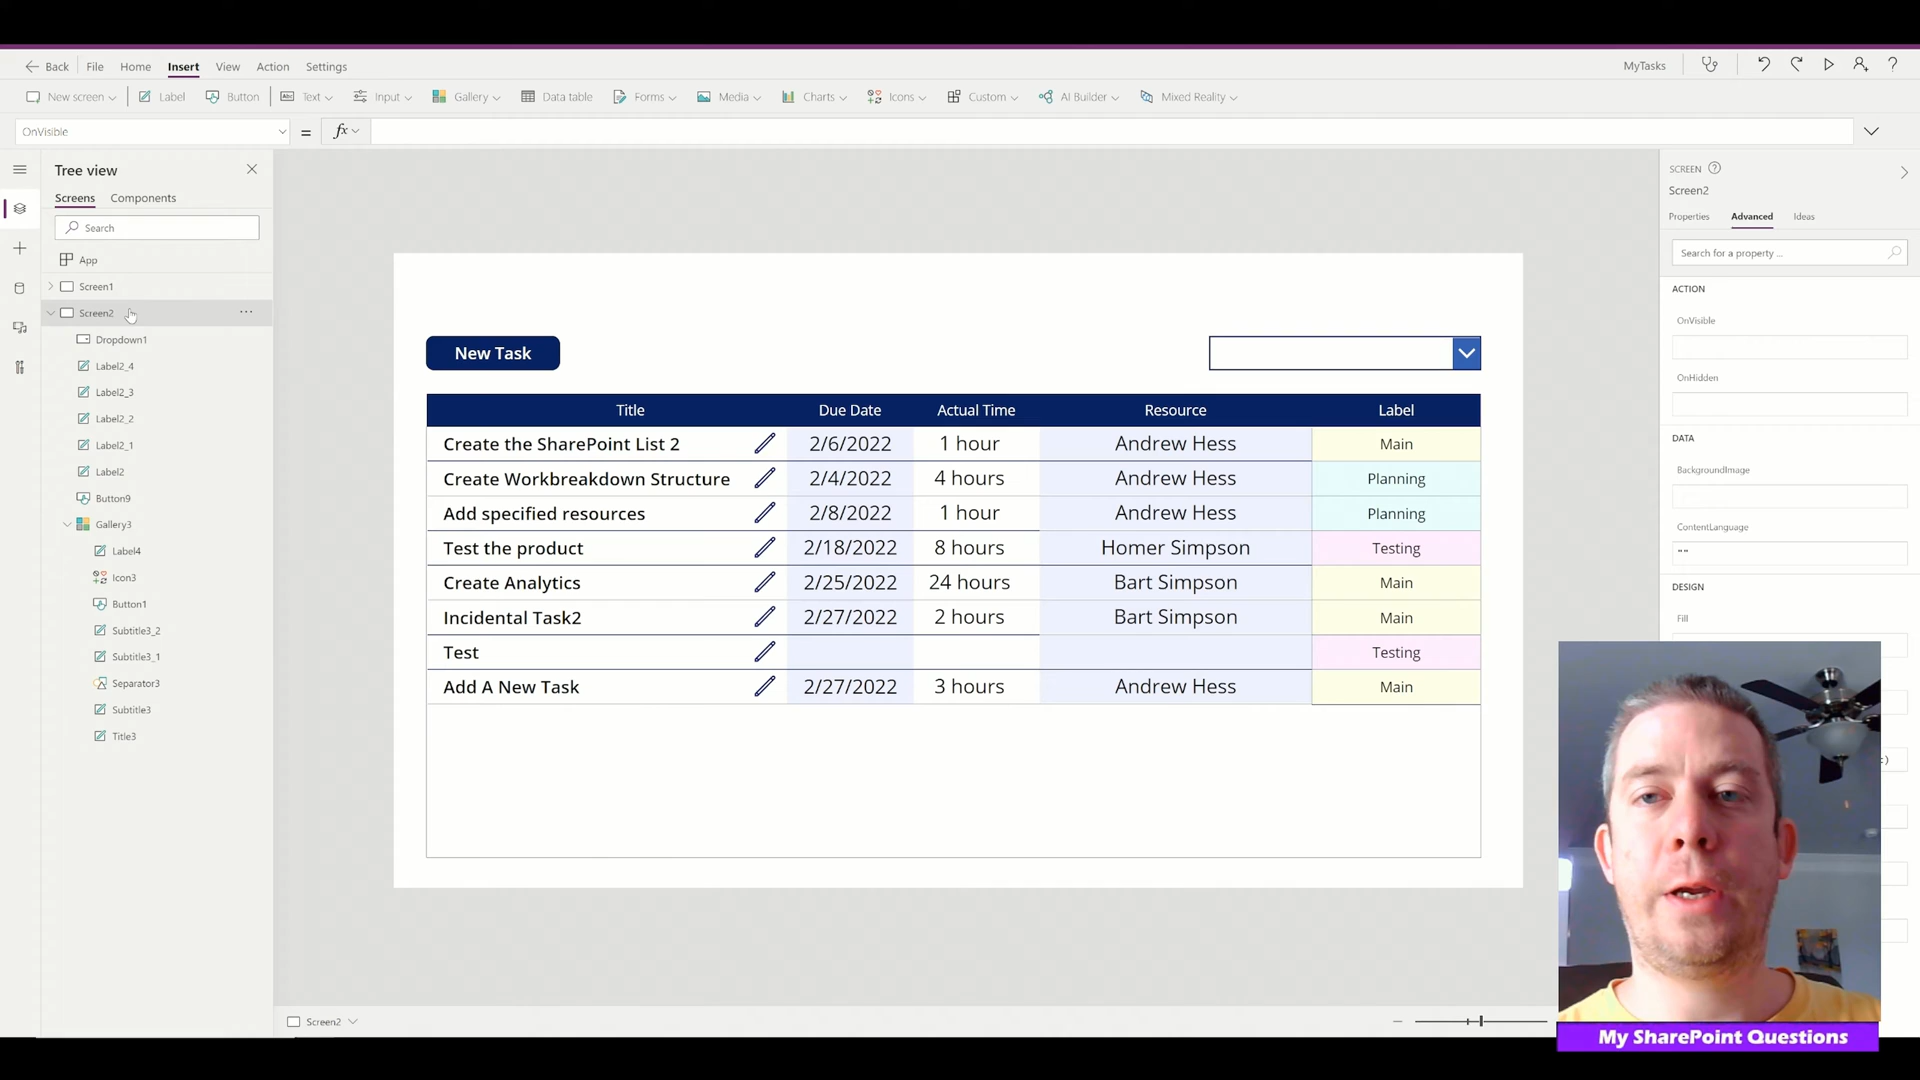 Back File Home Insert View Action Settings MyTasks
New screen Label Button Text Input Gallery Data table Forms Media Charts Icons Custom AI Builder Mixed Reality
OnVisible = fx
Tree view
Screens Components
Search
App
Screen1
Screen2
Dropdown1
Label2_4
Label2_3
Label2_2
Label2_1
Label2
Button9
Gallery3
Label4
Icon3
Button1
Subtitle3_2
Subtitle3_1
Separator3
Subtitle3
Title3
New Task
Title Due Date Actual Time Resource Label
Create the SharePoint List 2 2/6/2022 1 hour Andrew Hess Main
Create Workbreakdown Structure 2/4/2022 4 hours Andrew Hess Planning
Add specified resources 2/8/2022 1 hour Andrew Hess Planning
Test the product 2/18/2022 8 hours Homer Simpson Testing
Create Analytics 2/25/2022 24 hours Bart Simpson Main
Incidental Task2 2/27/2022 2 hours Bart Simpson Main
Test Testing
Add A New Task 2/27/2022 3 hours Andrew Hess Main
Screen2
SCREEN
Screen2
Properties Advanced Ideas
Search for a property ...
ACTION
OnVisible
OnHidden
DATA
BackgroundImage
ContentLanguage
""
DESIGN
Fill
My SharePoint Questions